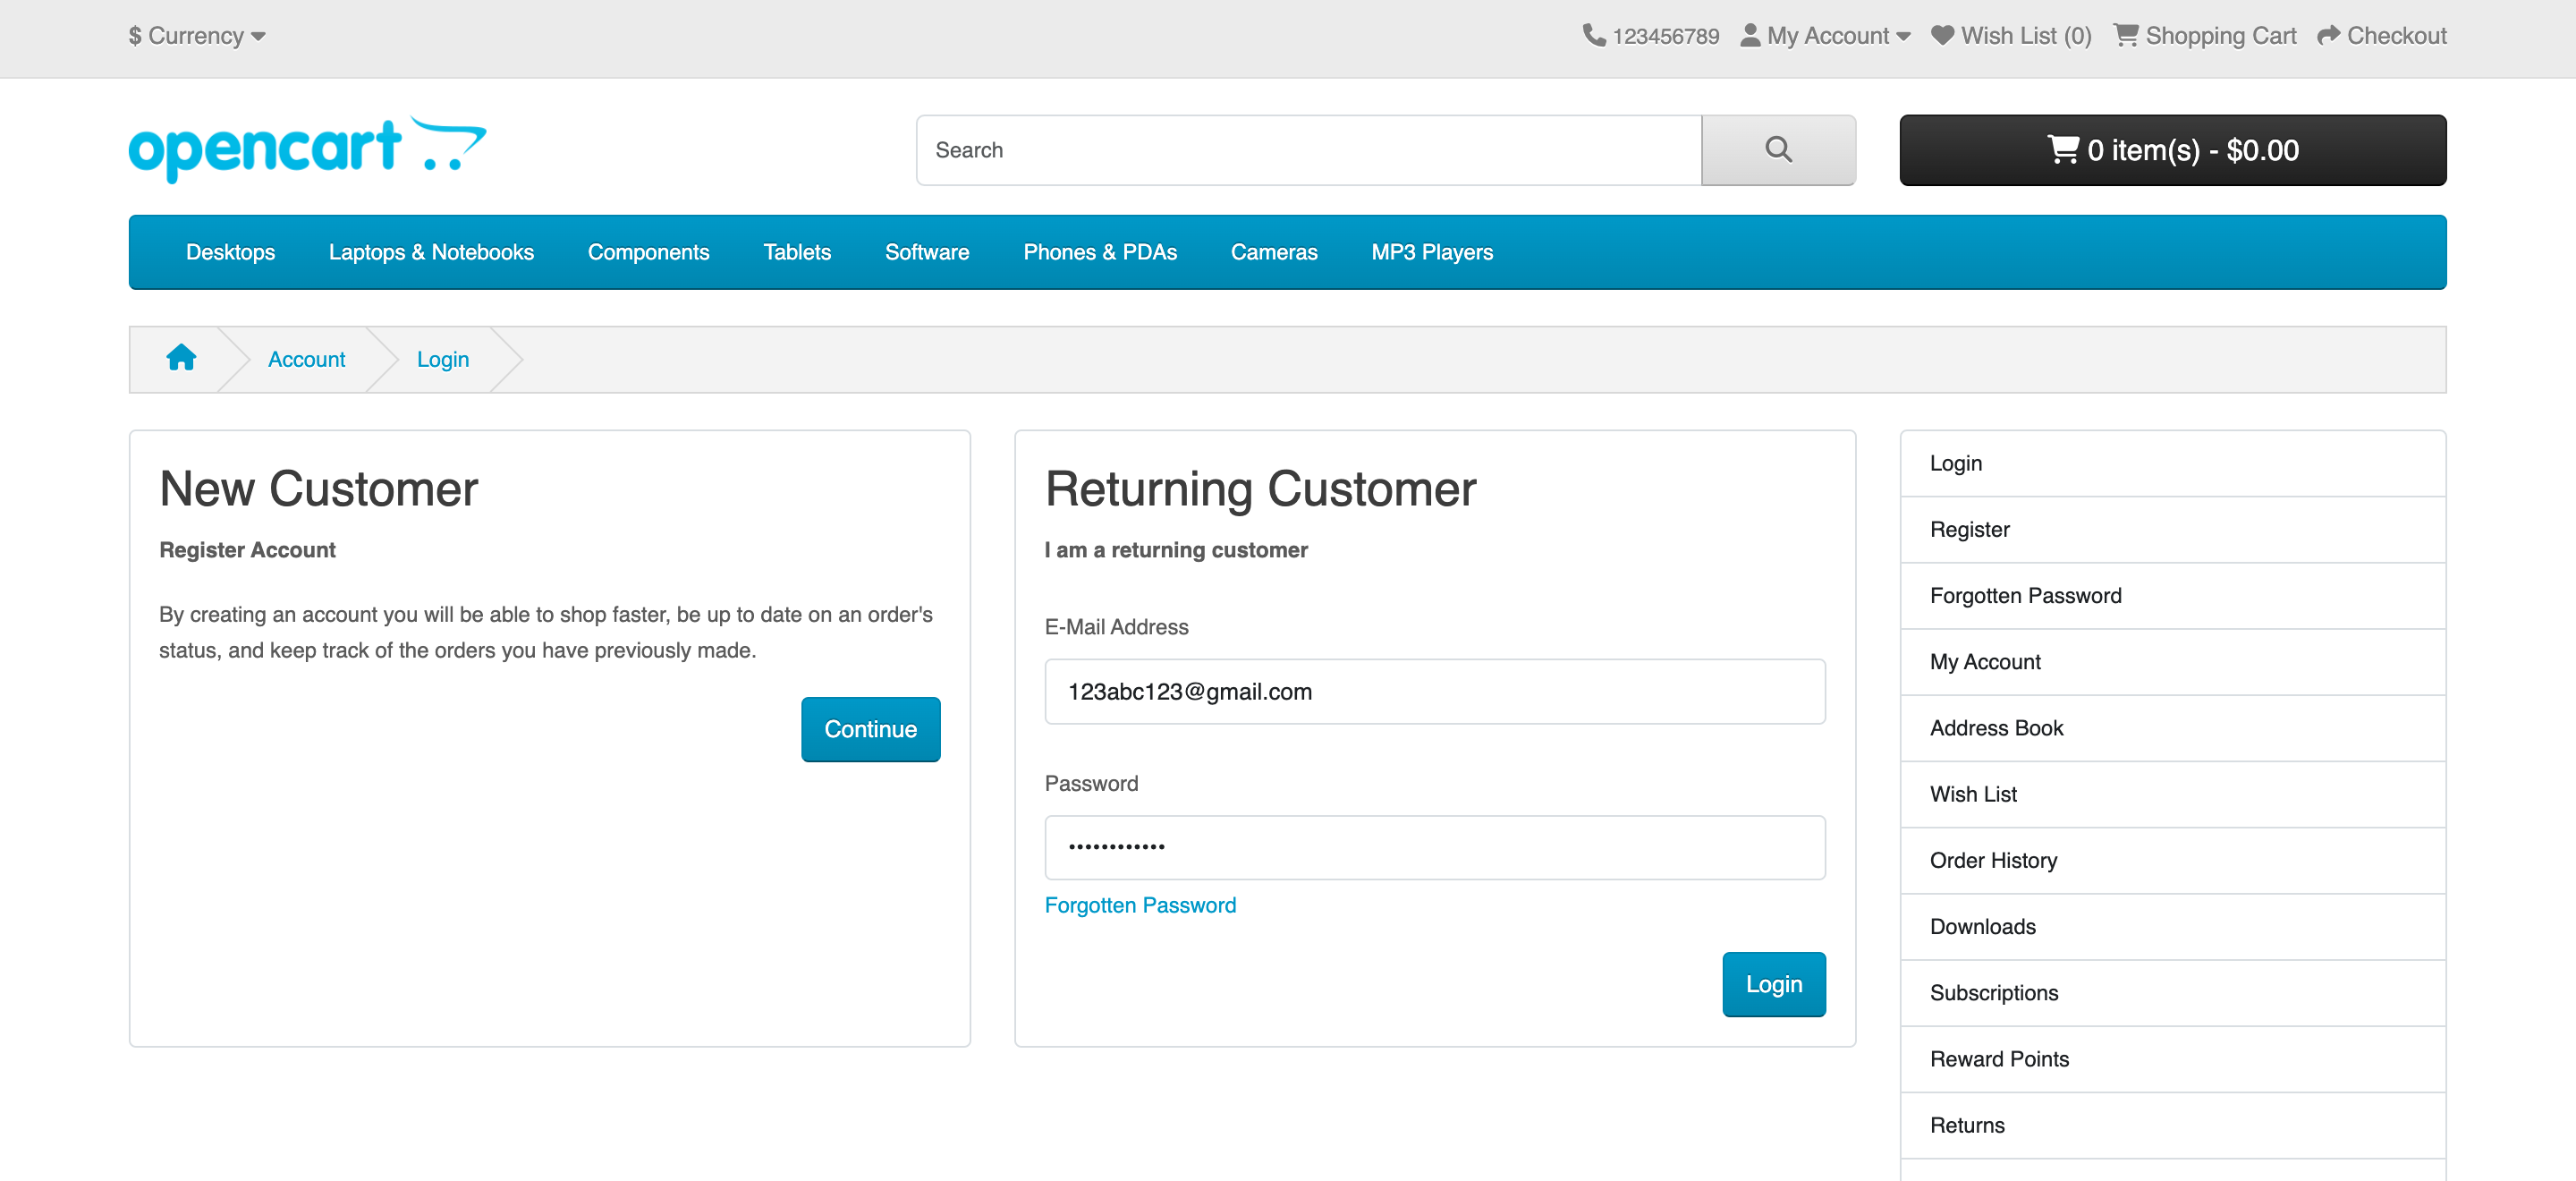 $ Currency
123456789 My Account Wish List (0) Shopping Cart Checkout
opencart
Search
0 item(s) - $0.00
Desktops Laptops & Notebooks Components Tablets Software Phones & PDAs Cameras MP3 Players
Account Login
New Customer
Register Account
By creating an account you will be able to shop faster, be up to date on an order's
status, and keep track of the orders you have previously made.
Continue
Returning Customer
I am a returning customer
E-Mail Address
123abc123@gmail.com
Password
••••••••••••
Forgotten Password
Login
Login
Register
Forgotten Password
My Account
Address Book
Wish List
Order History
Downloads
Subscriptions
Reward Points
Returns